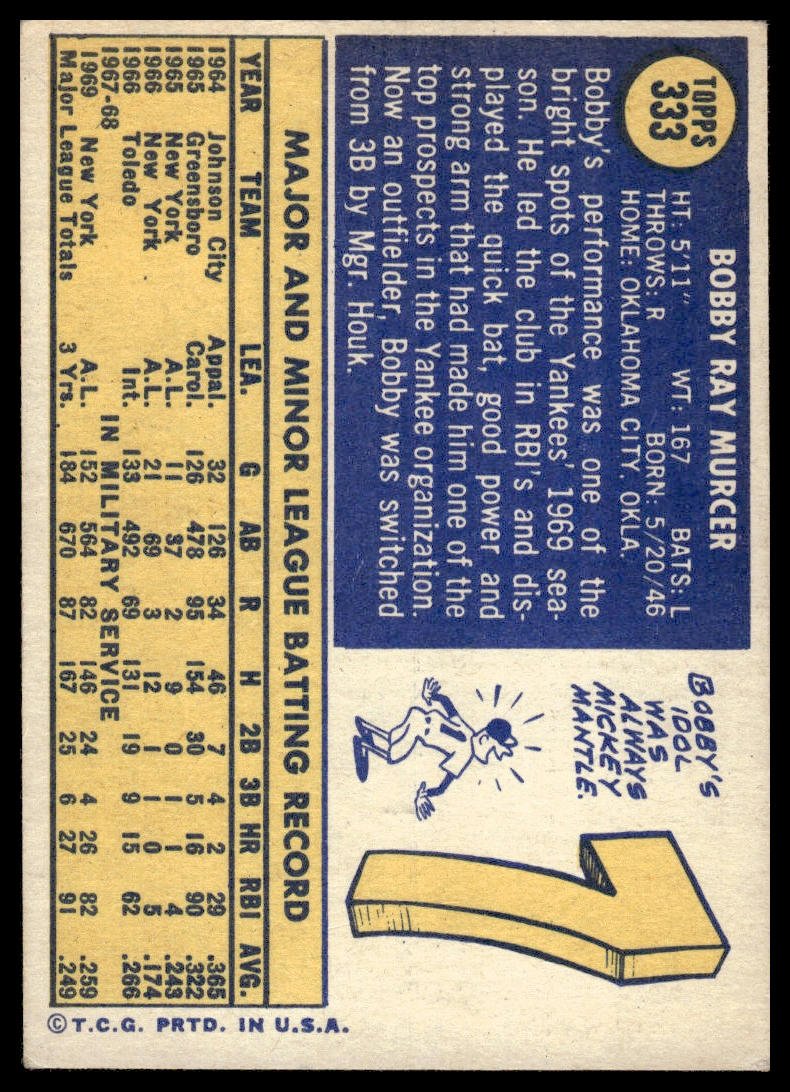 TOPPS
333
BOBBY RAY MURCER
HT: 5'11" WT: 167 BATS: L
THROWS: R BORN: 5/20/46
HOME: OKLAHOMA CITY, OKLA.
Bobby's performance was one of the
bright spots of the Yankees' 1969 sea-
son. He led the club in RBI's and dis-
played the quick bat, good power and
strong arm that had made him one of the
top prospects in the Yankee organization.
Now an outfielder, Bobby was switched
from 3B by Mgr. Houk.
BOBBY'S
IDOL
WAS
ALWAYS
MICKEY
MANTLE.
7
MAJOR AND MINOR LEAGUE BATTING RECORD
YEAR TEAM LEA. G AB R H 2B 3B HR RBI AVG.
1964 Johnson City Appal. 32 126 34 46 7 4 2 29 .365
1965 Greensboro Carol. 126 478 95 154 30 5 16 90 .322
1965 New York A.L. 11 37 2 9 0 1 1 4 .243
1966 New York A.L. 21 69 3 12 1 1 0 5 .174
1966 Toledo Int. 133 492 69 131 19 9 15 62 .266
1967-68 IN MILITARY SERVICE
1969 New York A.L. 152 564 82 146 24 4 26 82 .259
Major League Totals 3 Yrs. 184 670 87 167 25 6 27 91 .249
© T.C.G. PRTD. IN U.S.A.